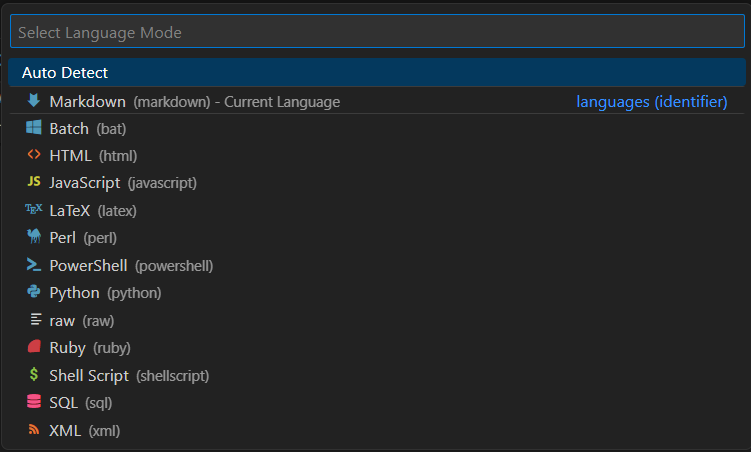 Select Language Mode
Auto Detect
Markdown (markdown) - Current Language languages (identifier)
Batch (bat)
HTML (html)
JS JavaScript (javascript)
TEX LaTeX (latex)
Perl (perl)
PowerShell (powershell)
Python (python)
raw (raw)
Ruby (ruby)
$ Shell Script (shellscript)
SQL (sql)
XML (xml)